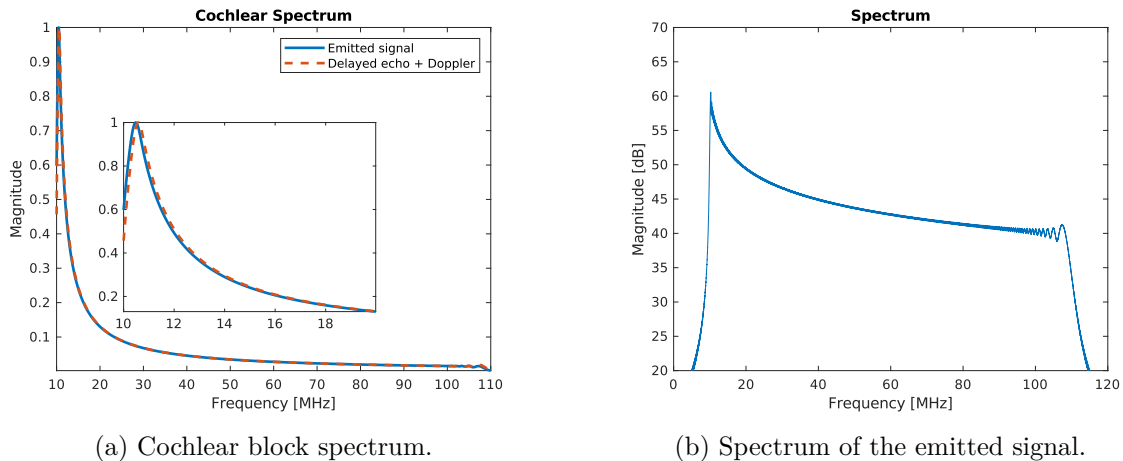 Cochlear Spectrum
1
0.9
0.8
0.7
0.6
0.5
0.4
0.3
0.2
0.1
Magnitude
Emitted signal
Delayed echo + Doppler
1
0.8
0.6
0.4
0.2
10 12 14 16 18
10 20 30 40 50 60 70 80 90 100 110
Frequency [MHz]
(a) Cochlear block spectrum.
Spectrum
70
65
60
55
50
45
40
35
30
25
20
Magnitude [dB]
0 20 40 60 80 100 120
Frequency [MHz]
(b) Spectrum of the emitted signal.